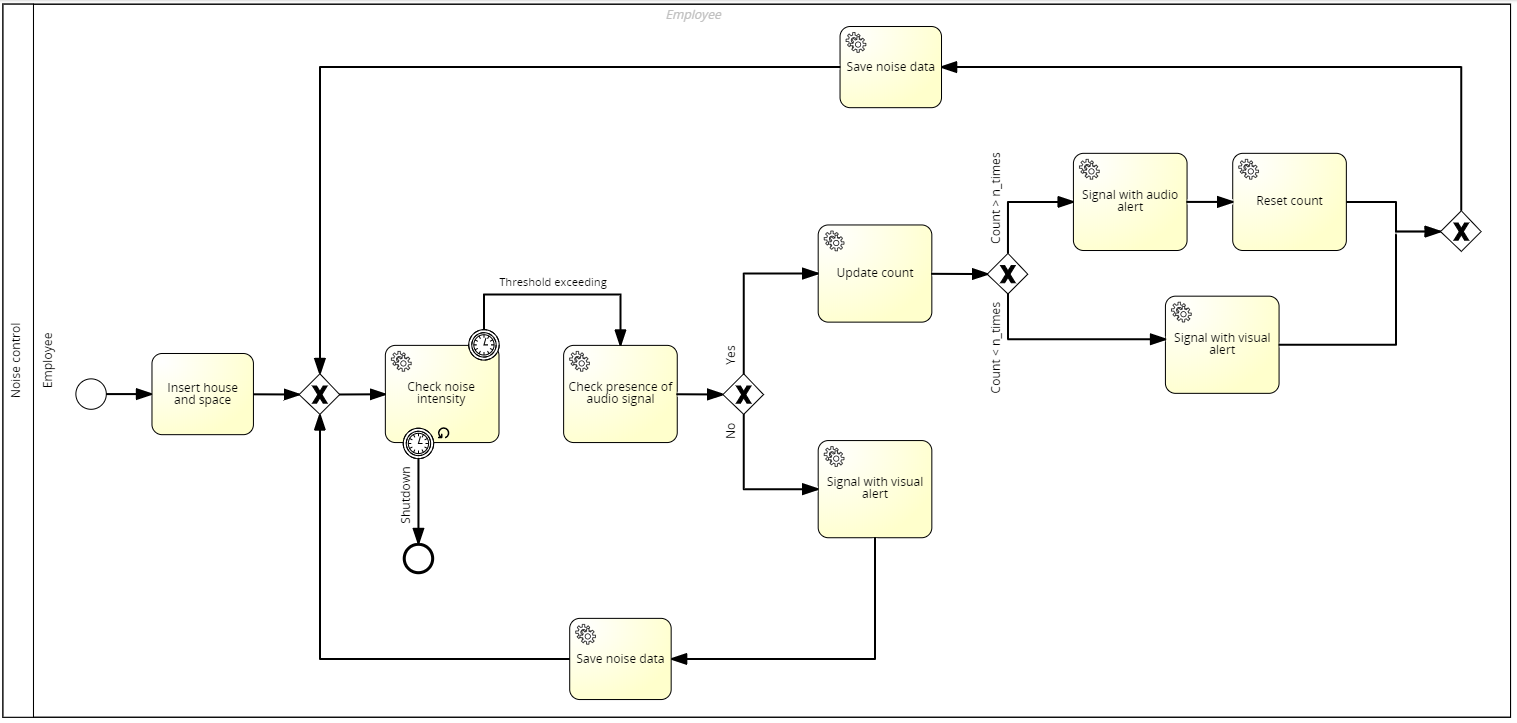 Employee
Noise control
Employee
Save noise data
Count > n_times
Signal with audio
alert
Reset count
Update count
Threshold exceeding
Count < n_times
Signal with visual
alert
Insert house
and space
Check noise
intensity
Check presence of
audio signal
Yes
No
Shutdown
Signal with visual
alert
Save noise data